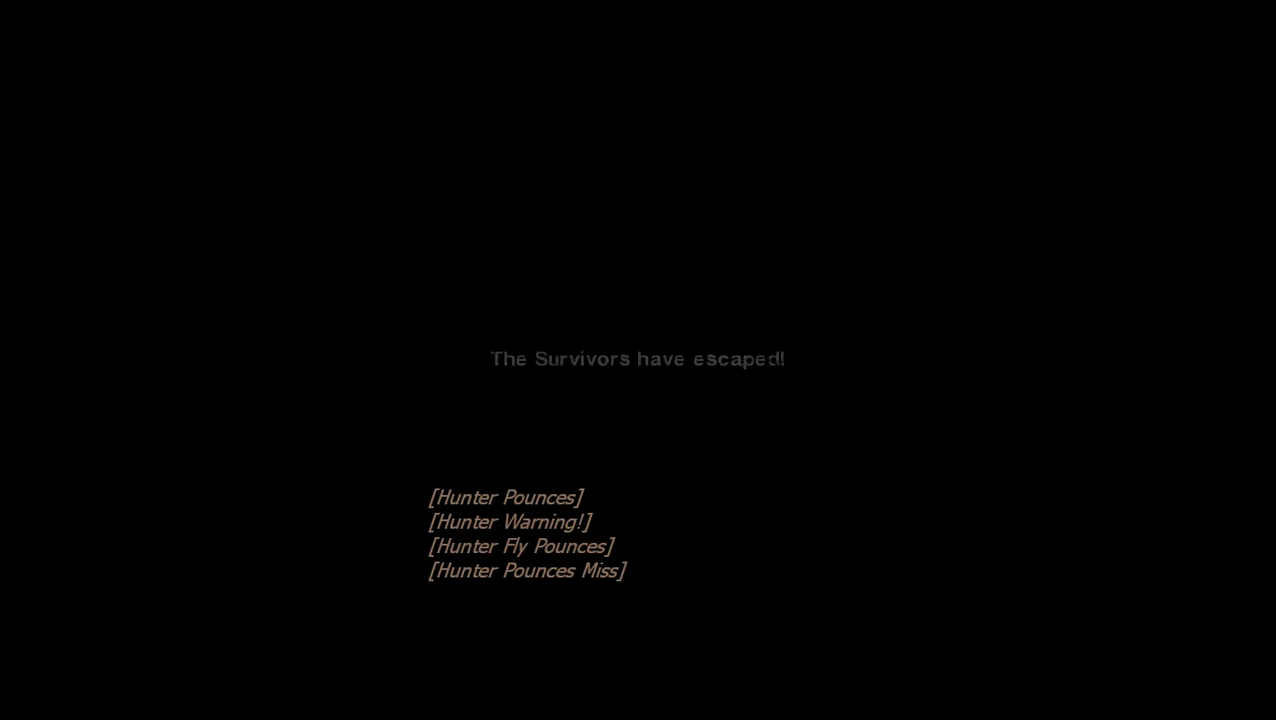 The Survivors have escaped!
[Hunter Pounces]
[Hunter Warning!]
[Hunter Fly Pounces]
[Hunter Pounces Miss]